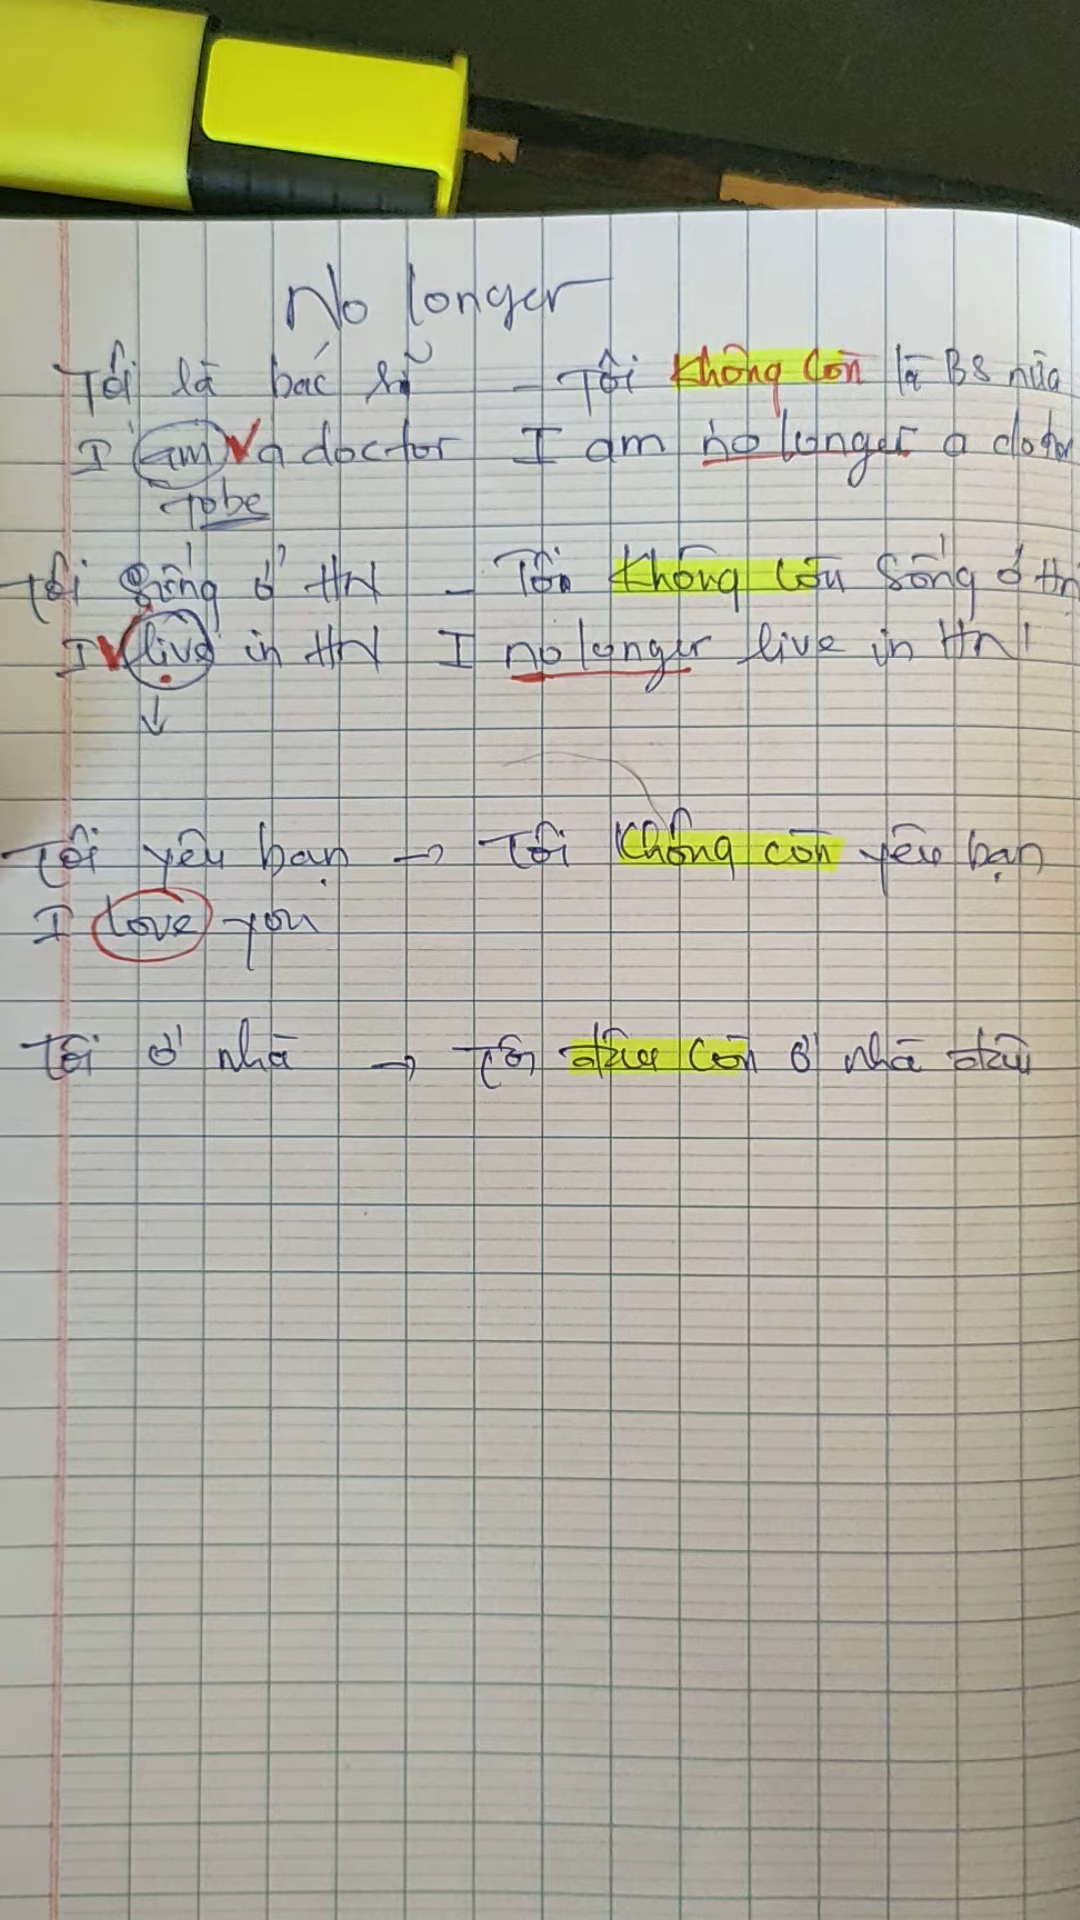 No longer
Tôi là bác sĩ - Tôi không còn là BS nữa
I am a doctor I am no longer a doctor
To be
Tôi sống ở HN - Tôi không còn sống ở HN
I live in HN I no longer live in HN
Tôi yêu bạn → Tôi không còn yêu bạn
I love you
Tôi ở nhà → Tôi đâu còn ở nhà đâu